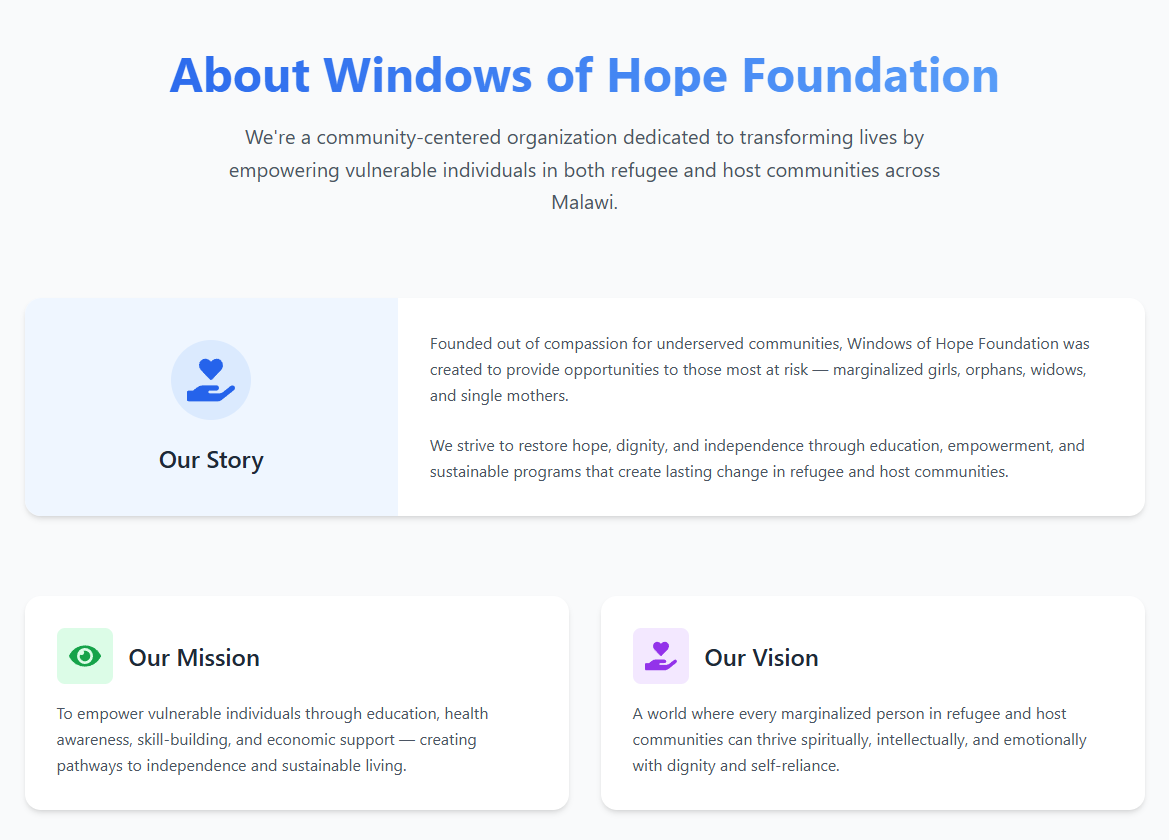 About Windows of Hope Foundation
We're a community-centered organization dedicated to transforming lives by
empowering vulnerable individuals in both refugee and host communities across
Malawi.
Our Story
Founded out of compassion for underserved communities, Windows of Hope Foundation was
created to provide opportunities to those most at risk — marginalized girls, orphans, widows,
and single mothers.
We strive to restore hope, dignity, and independence through education, empowerment, and
sustainable programs that create lasting change in refugee and host communities.
Our Mission
To empower vulnerable individuals through education, health
awareness, skill-building, and economic support — creating
pathways to independence and sustainable living.
Our Vision
A world where every marginalized person in refugee and host
communities can thrive spiritually, intellectually, and emotionally
with dignity and self-reliance.